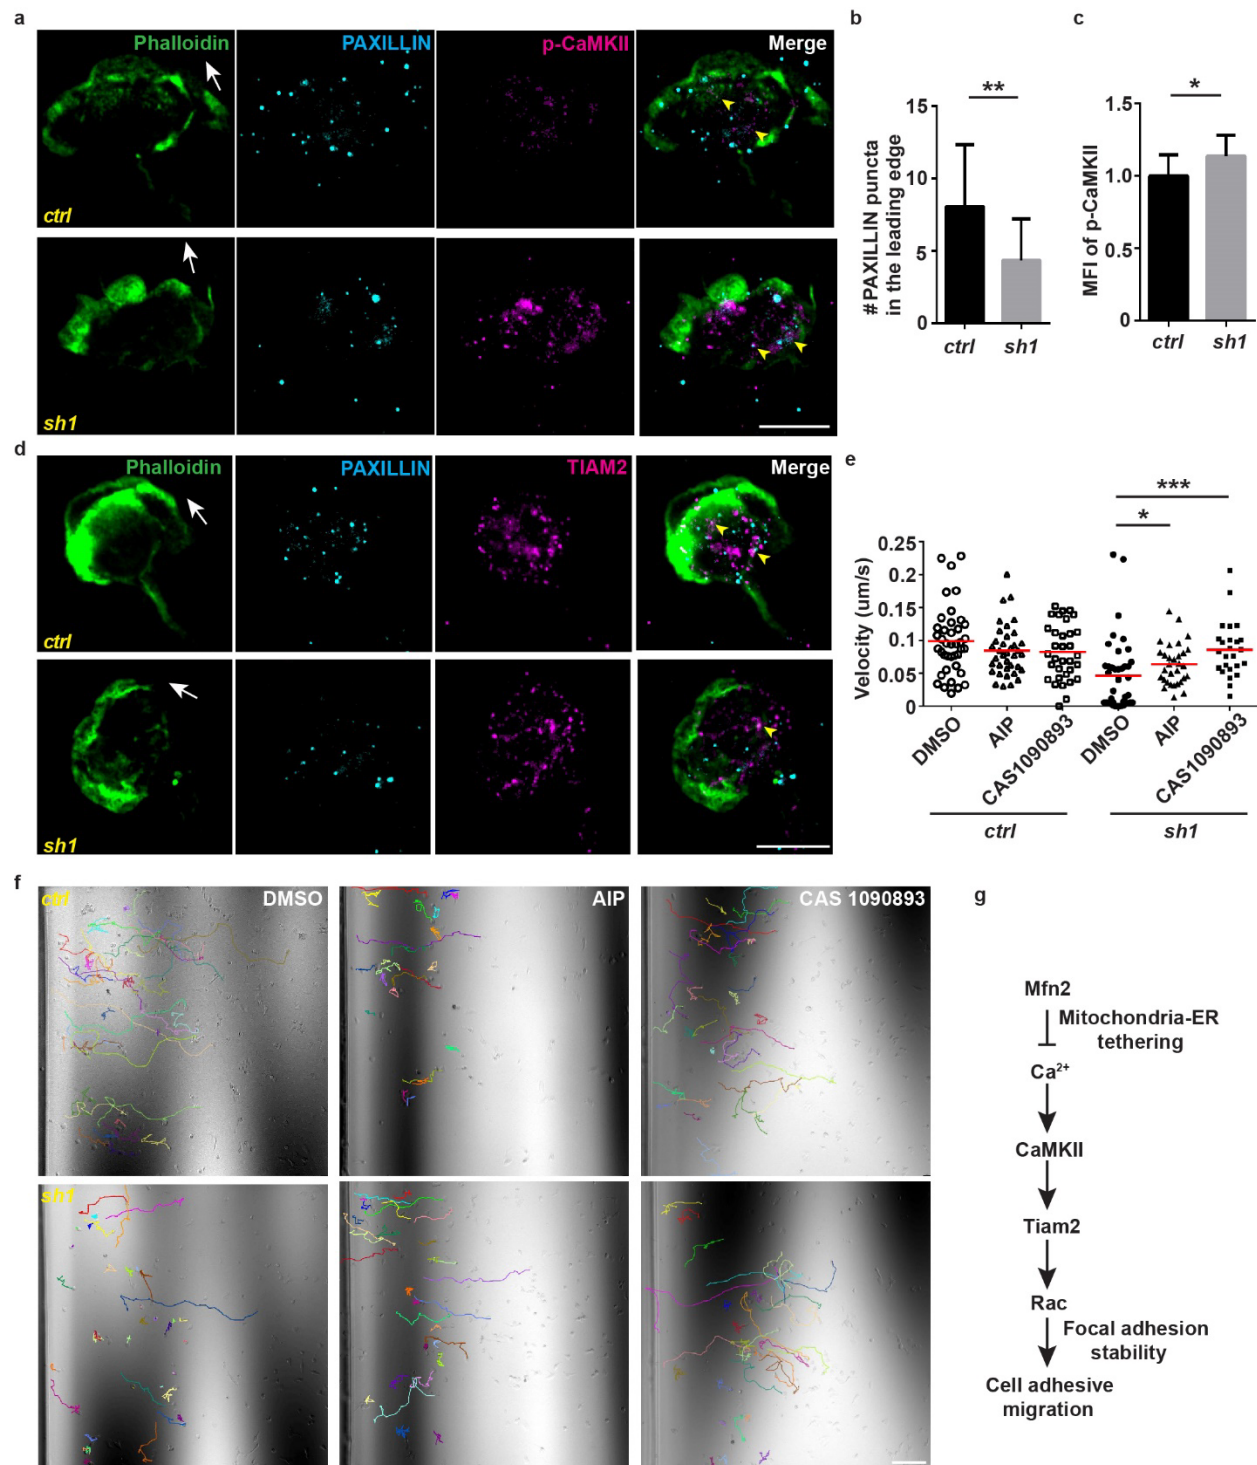 a
Phalloidin
PAXILLIN
p-CaMKII
Merge
ctrl
sh1
b
**
#PAXILLIN puncta
in the leading edge
15
10
5
0
ctrl
sh1
c
*
MFI of p-CaMKII
1.5
1.0
0.5
0
ctrl
sh1
d
Phalloidin
PAXILLIN
TIAM2
Merge
ctrl
sh1
e
***
*
Velocity (um/s)
0.25
0.2
0.15
0.1
0.05
0
DMSO
AIP
CAS1090893
DMSO
AIP
CAS1090893
ctrl
sh1
f
ctrl
DMSO
AIP
CAS 1090893
sh1
g
Mfn2
Mitochondria-ER
tethering
Ca²⁺
CaMKII
Tiam2
Rac
Focal adhesion
stability
Cell adhesive
migration